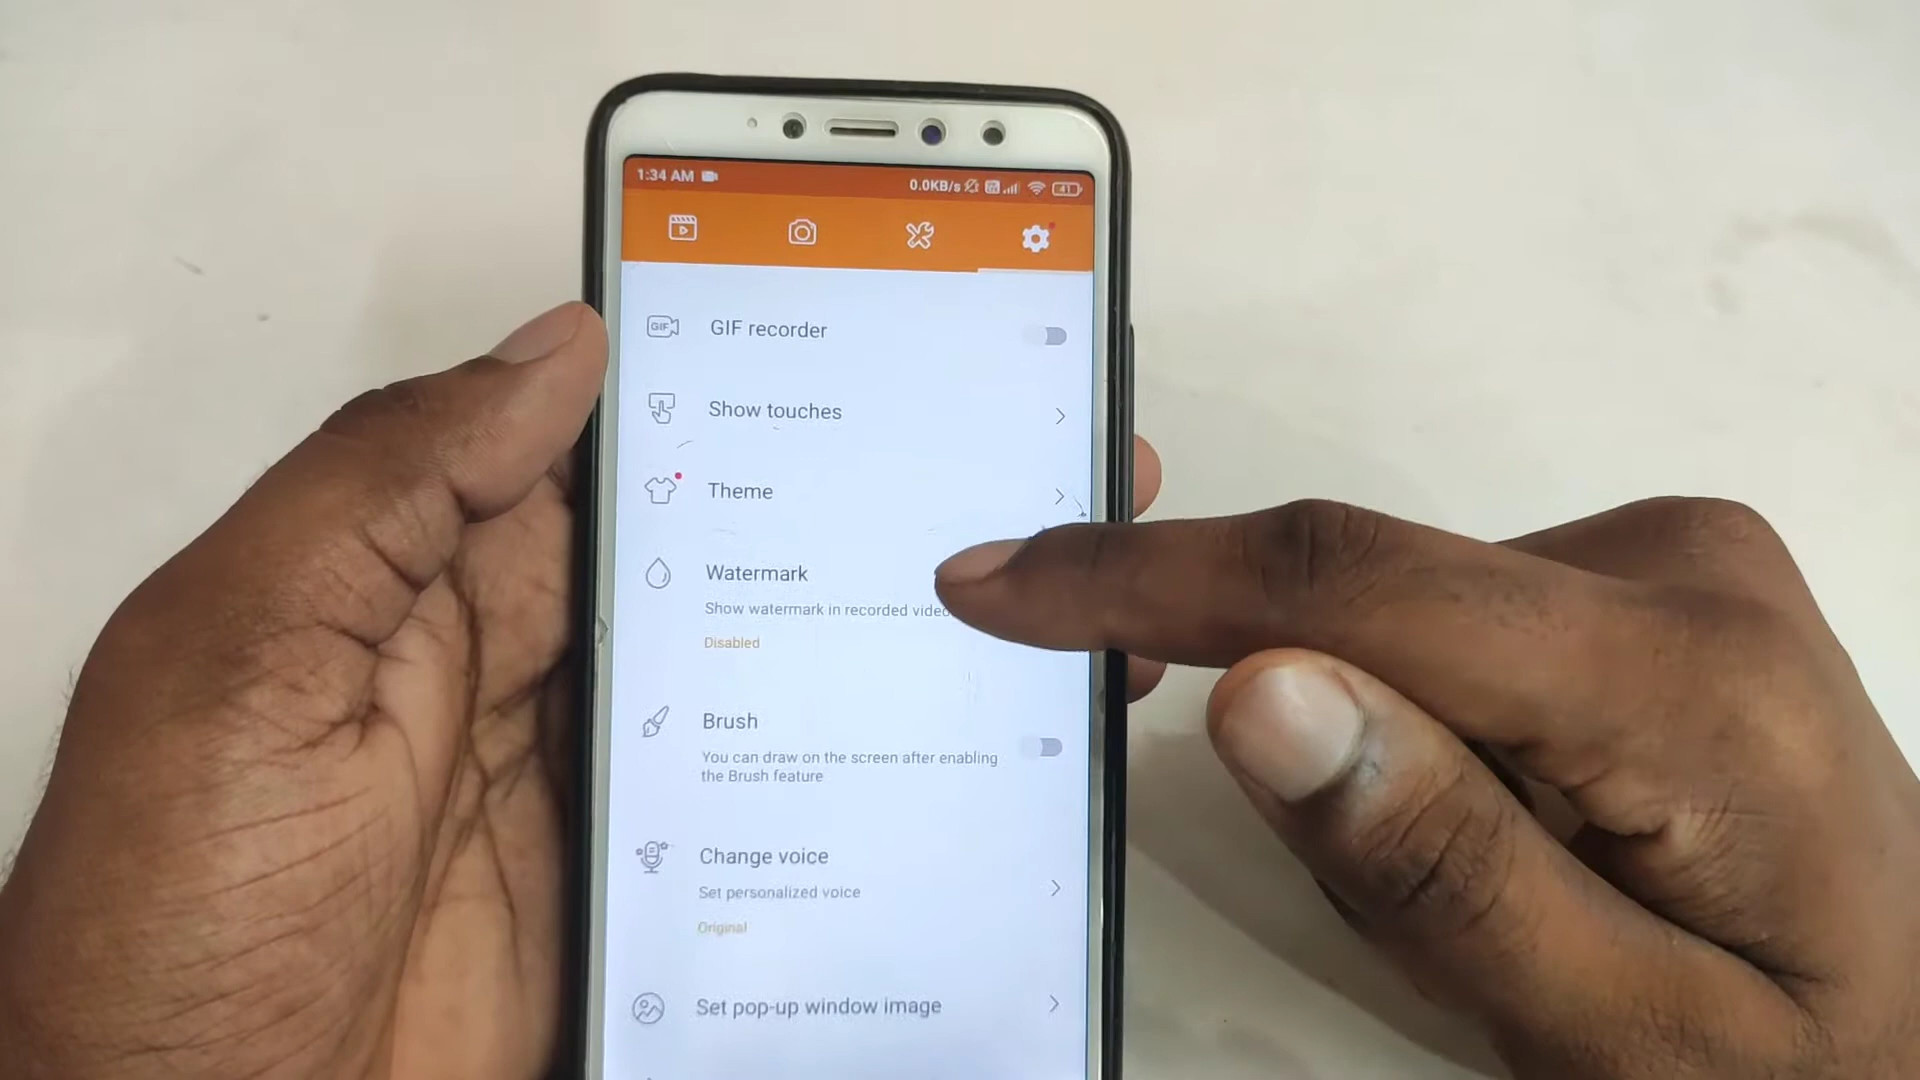 1:34 AM
0.0KB/s
41
GIF
GIF recorder
Show touches
Theme
Watermark
Show watermark in recorded video
Disabled
Brush
You can draw on the screen after enabling
the Brush feature
Change voice
Set personalized voice
Original
Set pop-up window image